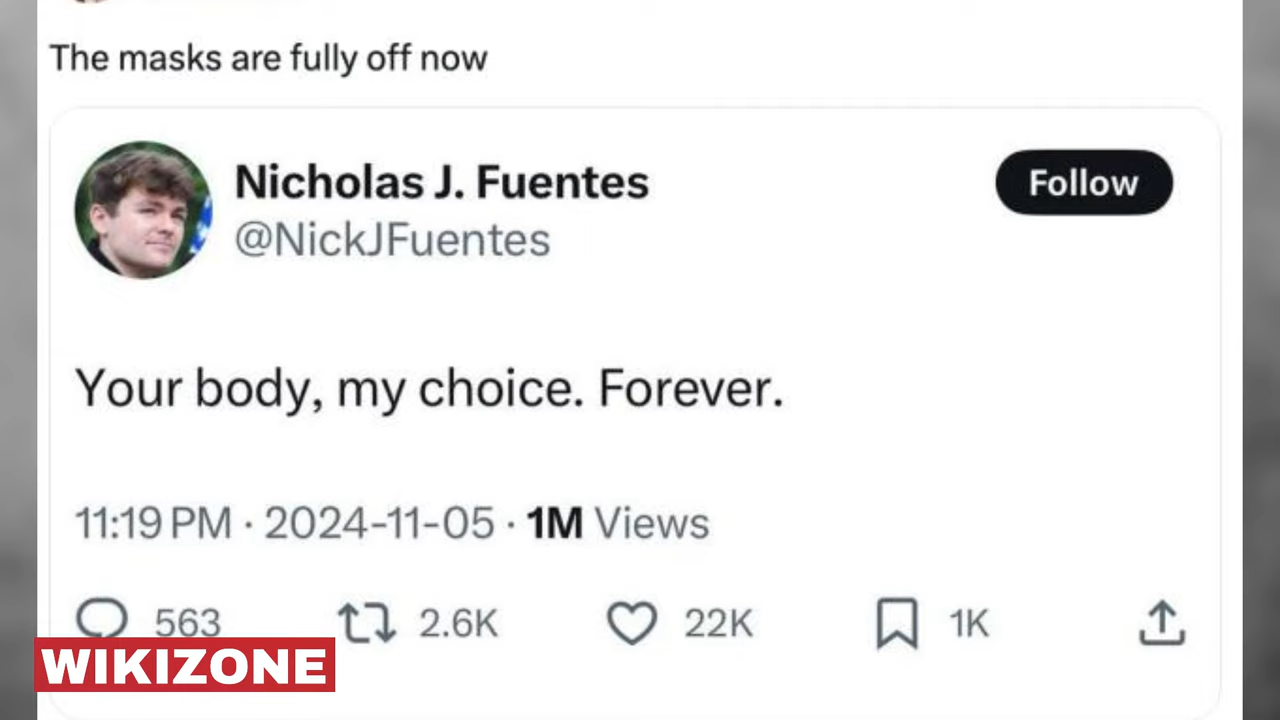 The masks are fully off now
Nicholas J. Fuentes
Follow
@NickJFuentes
Your body, my choice. Forever.
11:19 PM · 2024-11-05 · 1M Views
563 2.6K 22K 1K
WIKIZONE